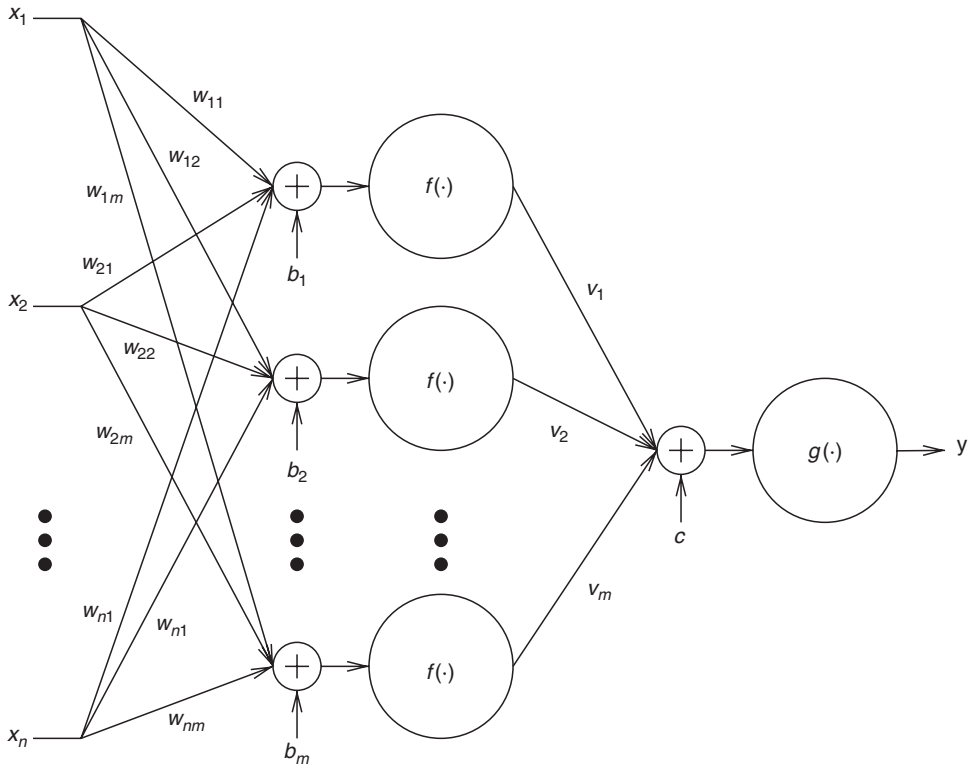 x₁
w₁₁
w₁₂
f(·)
w₁ₘ
w₂₁
b₁
x₂
v₁
w₂₂
f(·)
w₂ₘ
v₂
g(·)
y
b₂
c
wₙ₁
wₙ₁
vₘ
f(·)
wₙₘ
xₙ
bₘ